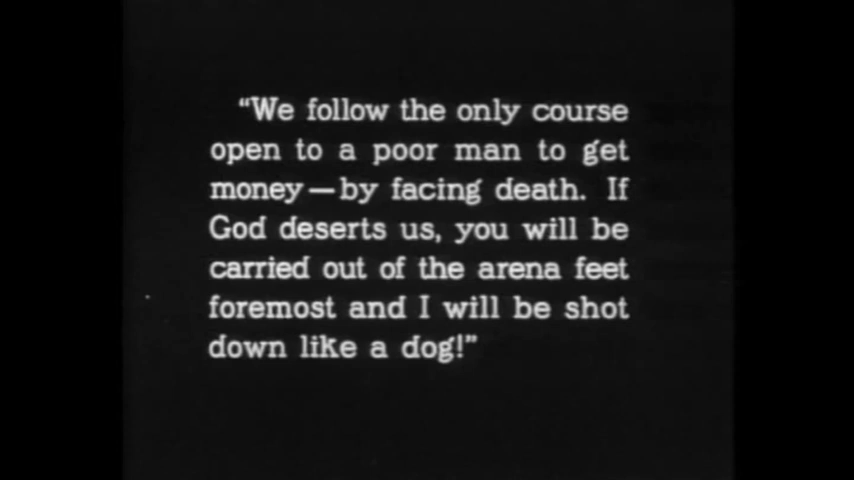 “We follow the only course
open to a poor man to get
money—by facing death. If
God deserts us, you will be
carried out of the arena feet
foremost and I will be shot
down like a dog!”